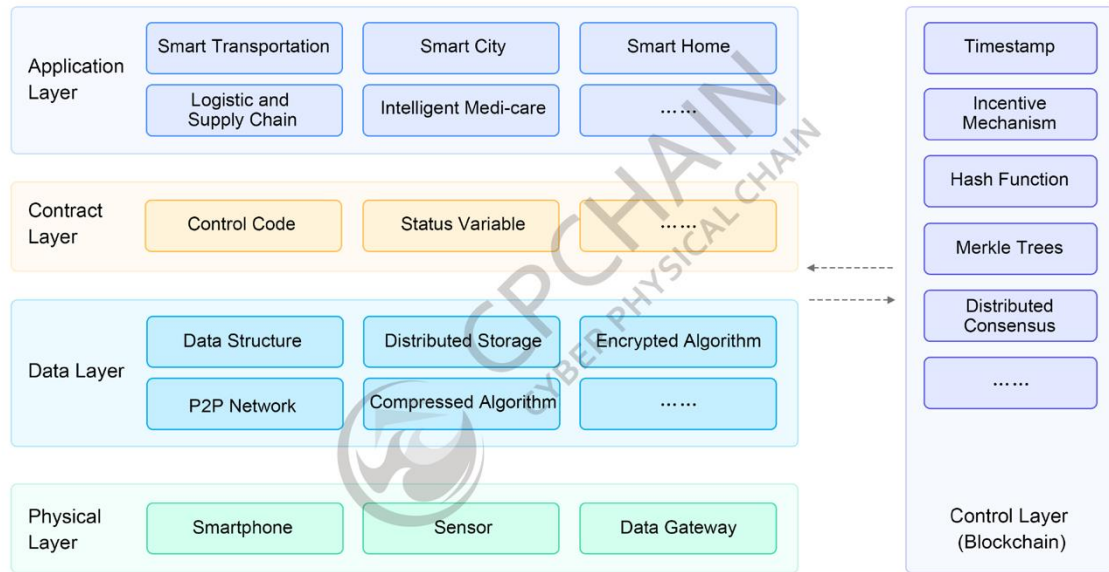 Application
Layer
Smart Transportation
Smart City
Smart Home
Logistic and
Supply Chain
Intelligent Medi-care
……
Contract
Layer
Control Code
Status Variable
……
Data Layer
Data Structure
Distributed Storage
Encrypted Algorithm
P2P Network
Compressed Algorithm
……
Physical
Layer
Smartphone
Sensor
Data Gateway
Timestamp
Incentive
Mechanism
Hash Function
Merkle Trees
Distributed
Consensus
……
Control Layer
(Blockchain)
CPCHAIN
CYBER PHYSICAL CHAIN